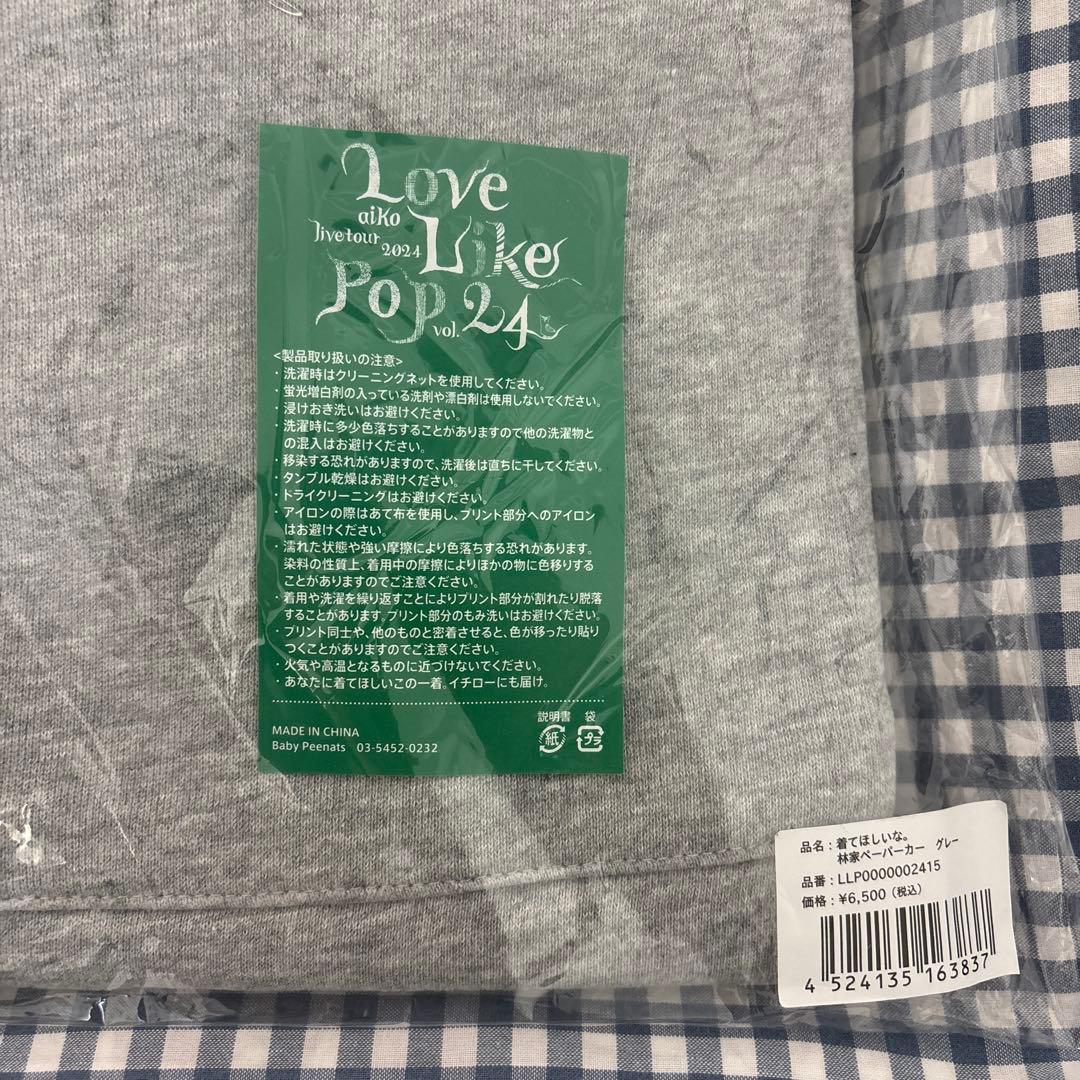 Love
aiko
livetour 2024 Like
Pop vol.24
<製品取り扱いの注意>
・洗濯時はクリーニングネットを使用してください。
・蛍光増白剤の入っている洗剤や漂白剤は使用しないでください。
・浸けおき洗いはお避けください。
・洗濯時に多少色落ちすることがありますので他の洗濯物と
の混入はお避けください。
・移染する恐れがありますので、洗濯後は直ちに干してください。
・タンブル乾燥はお避けください。
・ドライクリーニングはお避けください。
・アイロンの際はあて布を使用し、プリント部分へのアイロン
はお避けください。
・濡れた状態や強い摩擦により色落ちする恐れがあります。
染料の性質上、着用中の摩擦によりほかの物に色移りする
ことがありますのでご注意ください。
・着用や洗濯を繰り返すことによりプリント部分が割れたり脱落
することがあります。プリント部分のもみ洗いはお避けください。
・プリント同士や、他のものと密着させると、色が移ったり貼り
つくことがありますのでご注意ください。
・火気や高温となるものに近づけないでください。
・あなたに着てほしいこの一着。イチローにも届け。
説明書 袋
紙 プラ
MADE IN CHINA
Baby Peenats 03-5452-0232
品名：着てほしいな。
林家ペーパーカー グレー
品番：LLP0000002415
価格：¥6,500（税込）
4 524135 163837